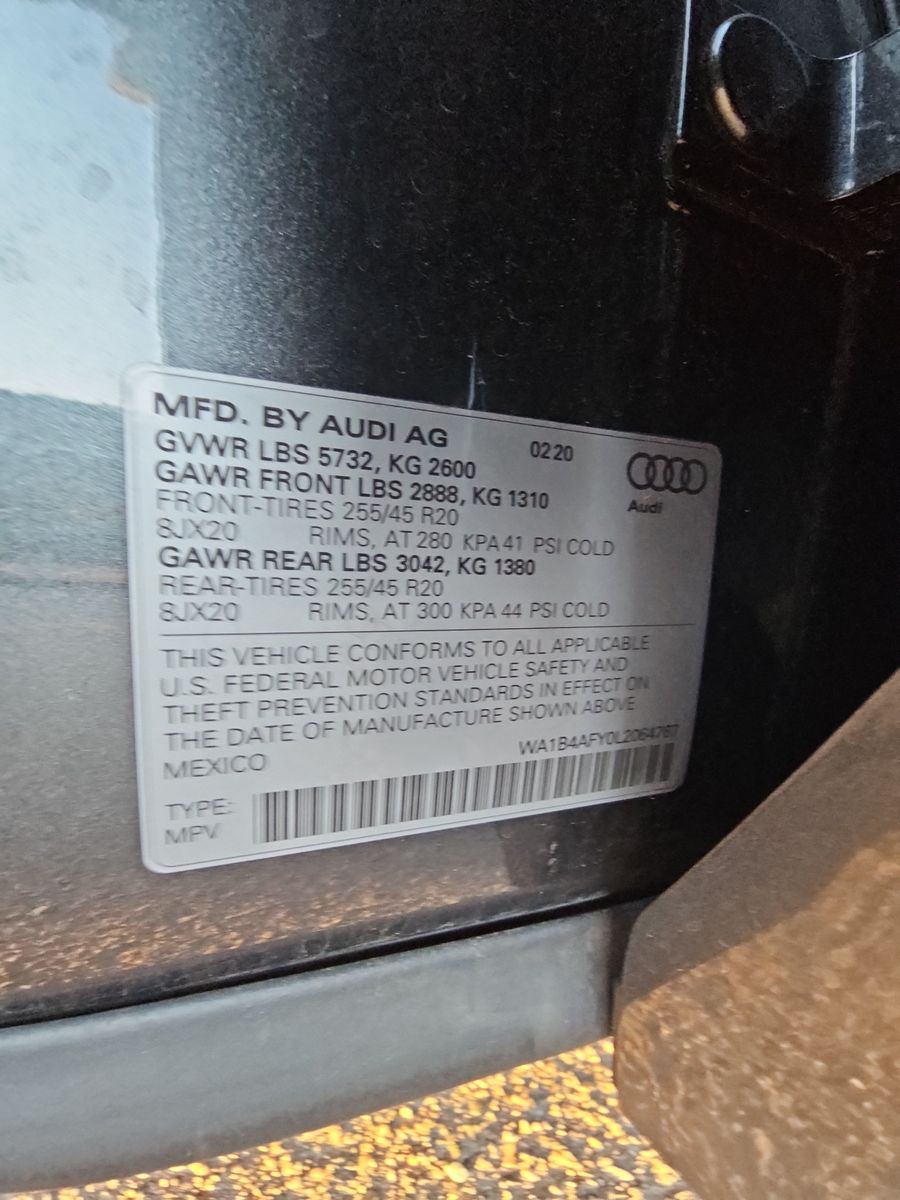 MFD. BY AUDI AG 02 20
GVWR LBS 5732, KG 2600
GAWR FRONT LBS 2888, KG 1310
Audi
FRONT-TIRES 255/45 R20
8JX20 RIMS, AT 280 KPA 41 PSI COLD
GAWR REAR LBS 3042, KG 1380
REAR-TIRES 255/45 R20
8JX20 RIMS, AT 300 KPA 44 PSI COLD
THIS VEHICLE CONFORMS TO ALL APPLICABLE
U.S. FEDERAL MOTOR VEHICLE SAFETY AND
THEFT PREVENTION STANDARDS IN EFFECT ON
THE DATE OF MANUFACTURE SHOWN ABOVE
MEXICO WA1B4AFY0L2064767
TYPE:
MPV